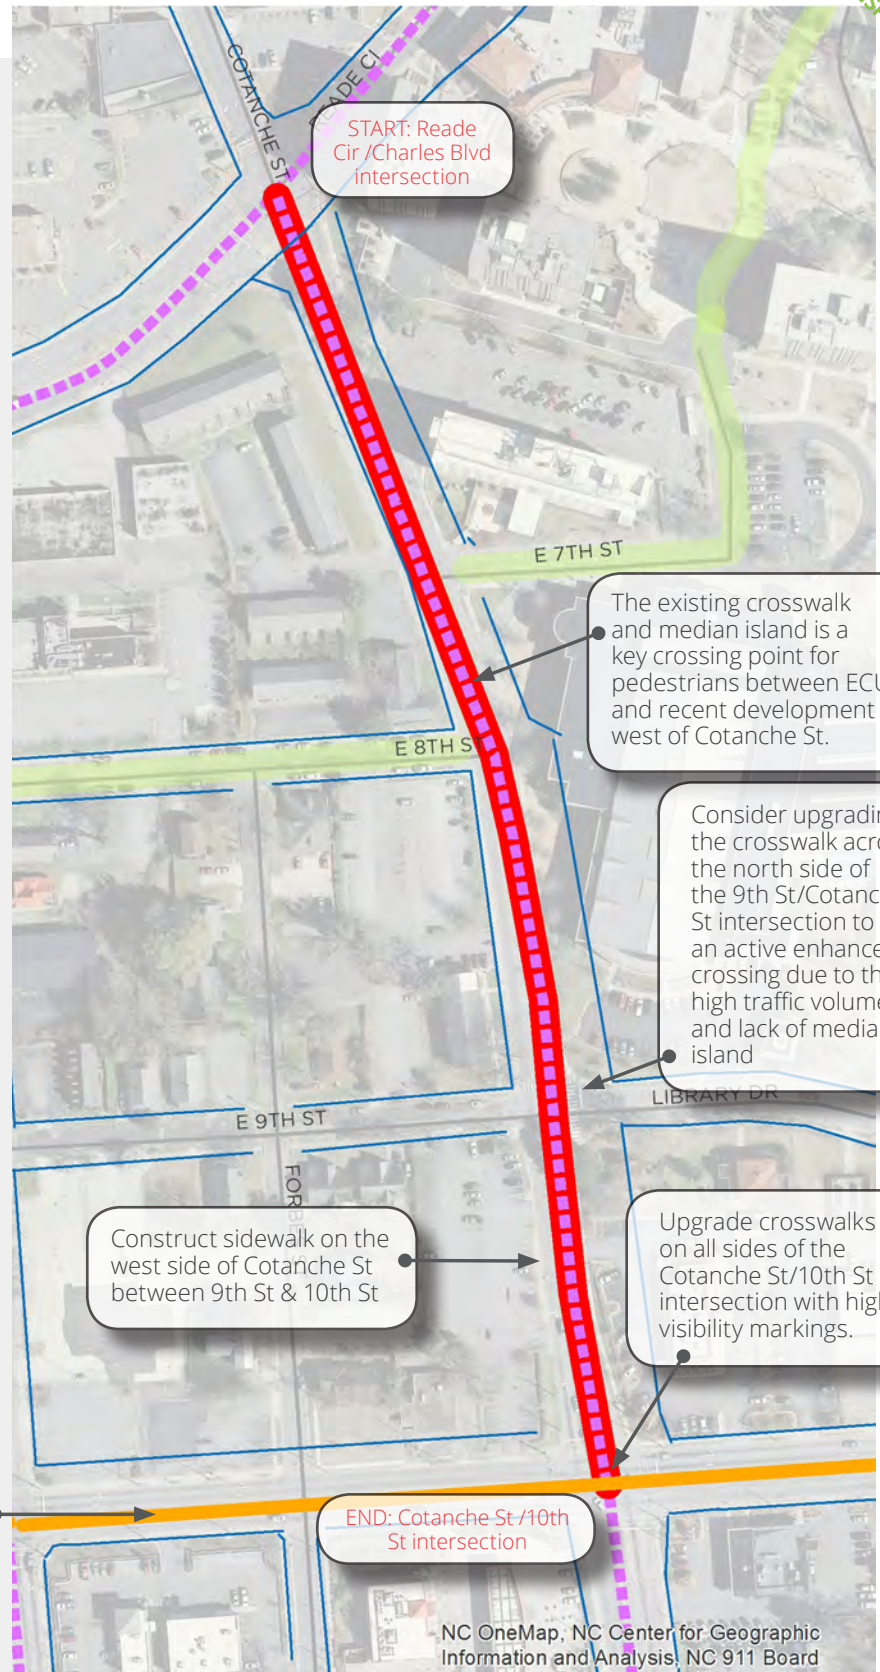 COTANCHE ST
READE CI
START: Reade
Cir /Charles Blvd
intersection
E 7TH ST
The existing crosswalk
and median island is a
key crossing point for
pedestrians between ECU
and recent development
west of Cotanche St.
E 8TH ST
Consider upgradin
the crosswalk acro
the north side of
the 9th St/Cotanc
St intersection to
an active enhance
crossing due to th
high traffic volume
and lack of media
island
LIBRARY DR
E 9TH ST
FORB
Construct sidewalk on the
west side of Cotanche St
between 9th St & 10th St
Upgrade crosswalks
on all sides of the
Cotanche St/10th St
intersection with high
visibility markings.
END: Cotanche St /10th
St intersection
NC OneMap, NC Center for Geographic
Information and Analysis, NC 911 Board